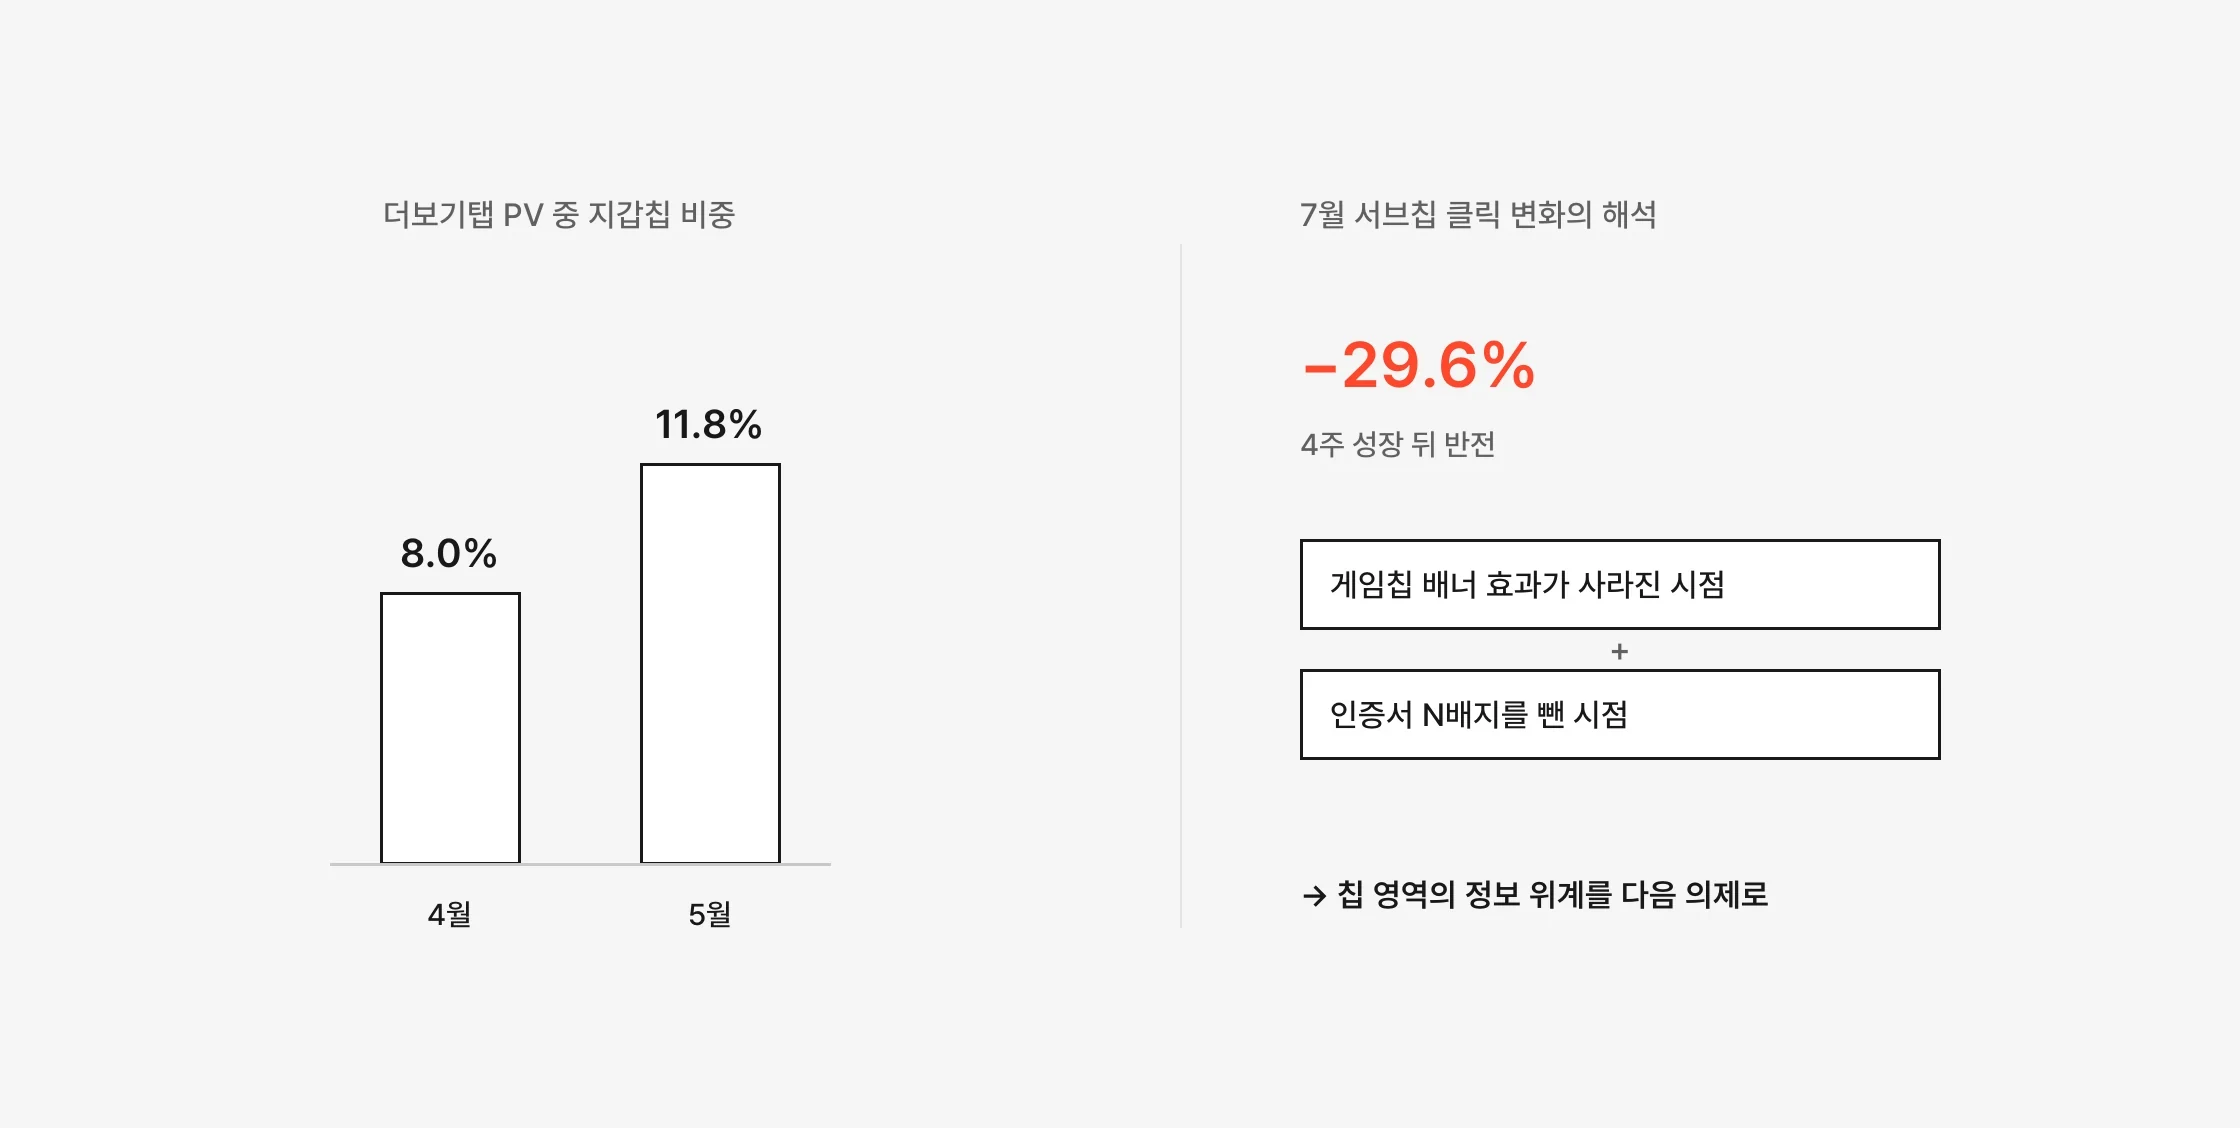 더보기탭 PV 중 지갑칩 비중
8.0%
11.8%
4월
5월
7월 서브칩 클릭 변화의 해석
–29.6%
4주 성장 뒤 반전
게임칩 배너 효과가 사라진 시점
+
인증서 N배지를 뺀 시점
→ 칩 영역의 정보 위계를 다음 의제로